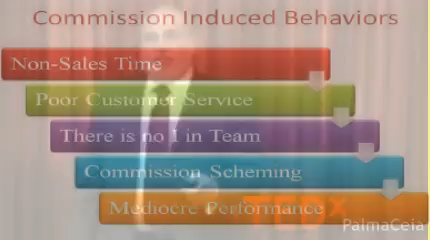 Commission Induced Behaviors
Non-Sales Time
Poor Customer Service
There is no I in Team
Commission Scheming
Mediocre Performance
TEDx
PalmaCeia